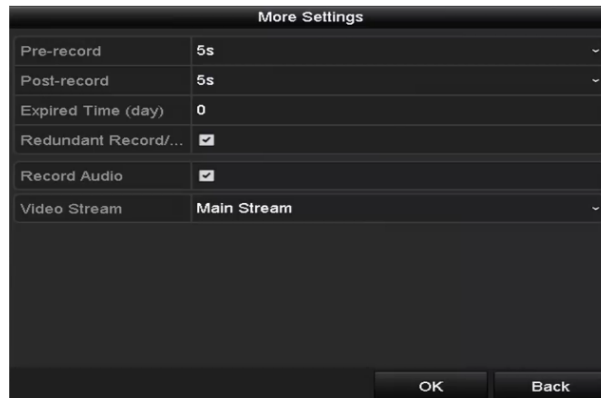 More Settings
Pre-record 5s
Post-record 5s
Expired Time (day) 0
Redundant Record/...
Record Audio
Video Stream Main Stream
OK Back